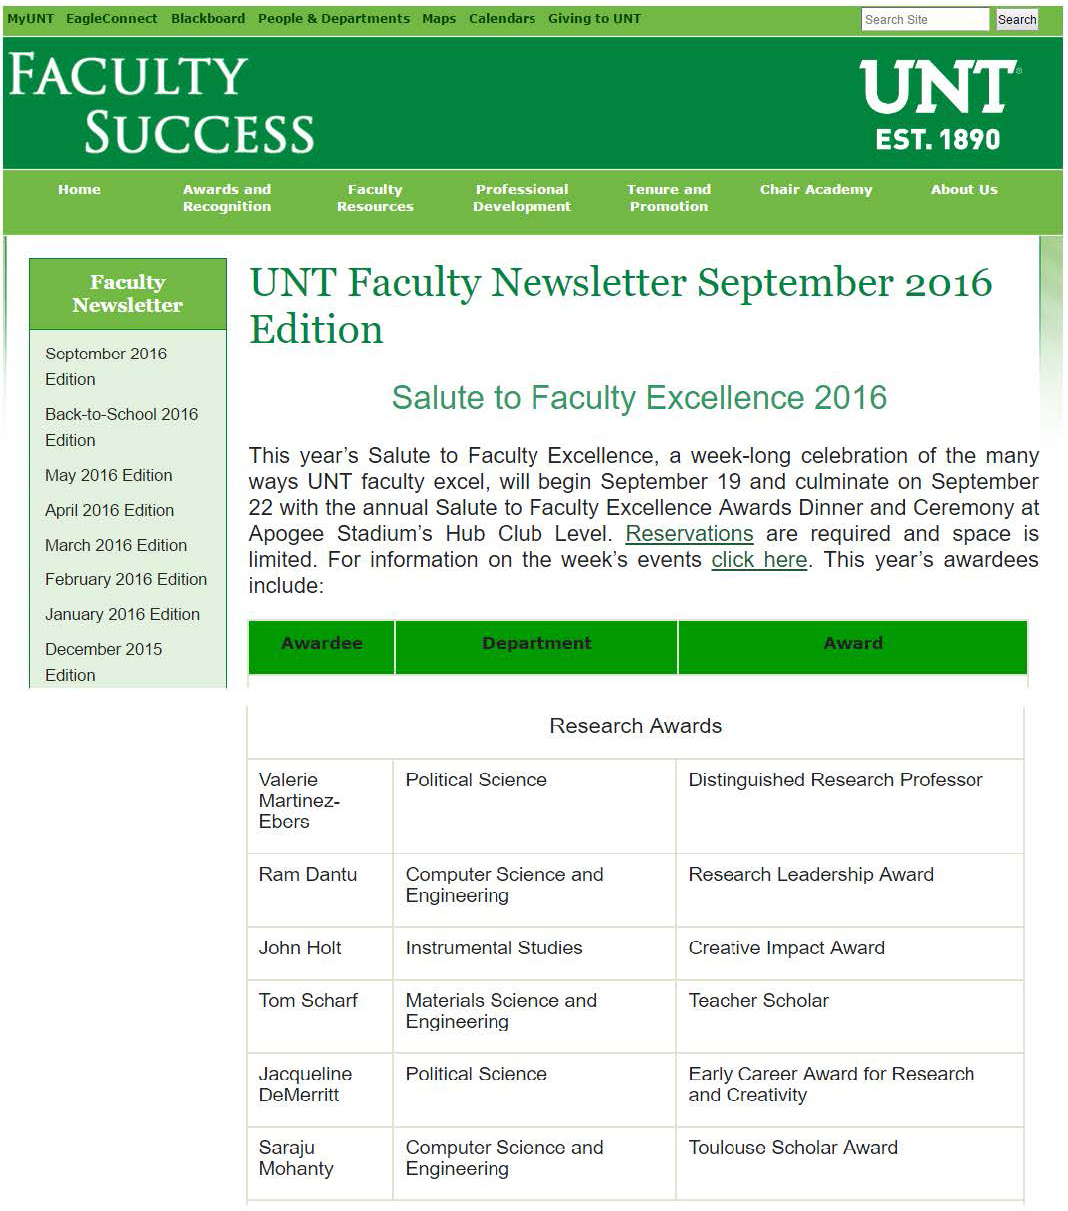 MyUNT EagleConnect Blackboard People & Departments Maps Calendars Giving to UNT
Search Site Search
FACULTY
SUCCESS
UNT
EST. 1890
Home Awards and Faculty Professional Tenure and Chair Academy About Us
Recognition Resources Development Promotion
Faculty
Newsletter
September 2016
Edition
Back-to-School 2016
Edition
May 2016 Edition
April 2016 Edition
March 2016 Edition
February 2016 Edition
January 2016 Edition
December 2015
Edition
UNT Faculty Newsletter September 2016
Edition
Salute to Faculty Excellence 2016
This year's Salute to Faculty Excellence, a week-long celebration of the many
ways UNT faculty excel, will begin September 19 and culminate on September
22 with the annual Salute to Faculty Excellence Awards Dinner and Ceremony at
Apogee Stadium's Hub Club Level. Reservations are required and space is
limited. For information on the week's events click here. This year's awardees
include:
Awardee Department Award
Research Awards
Valerie Political Science Distinguished Research Professor
Martinez-
Ebers
Ram Dantu Computer Science and Research Leadership Award
Engineering
John Holt Instrumental Studies Creative Impact Award
Tom Scharf Materials Science and Teacher Scholar
Engineering
Jacqueline Political Science Early Career Award for Research
DeMerritt and Creativity
Saraju Computer Science and Toulouse Scholar Award
Mohanty Engineering